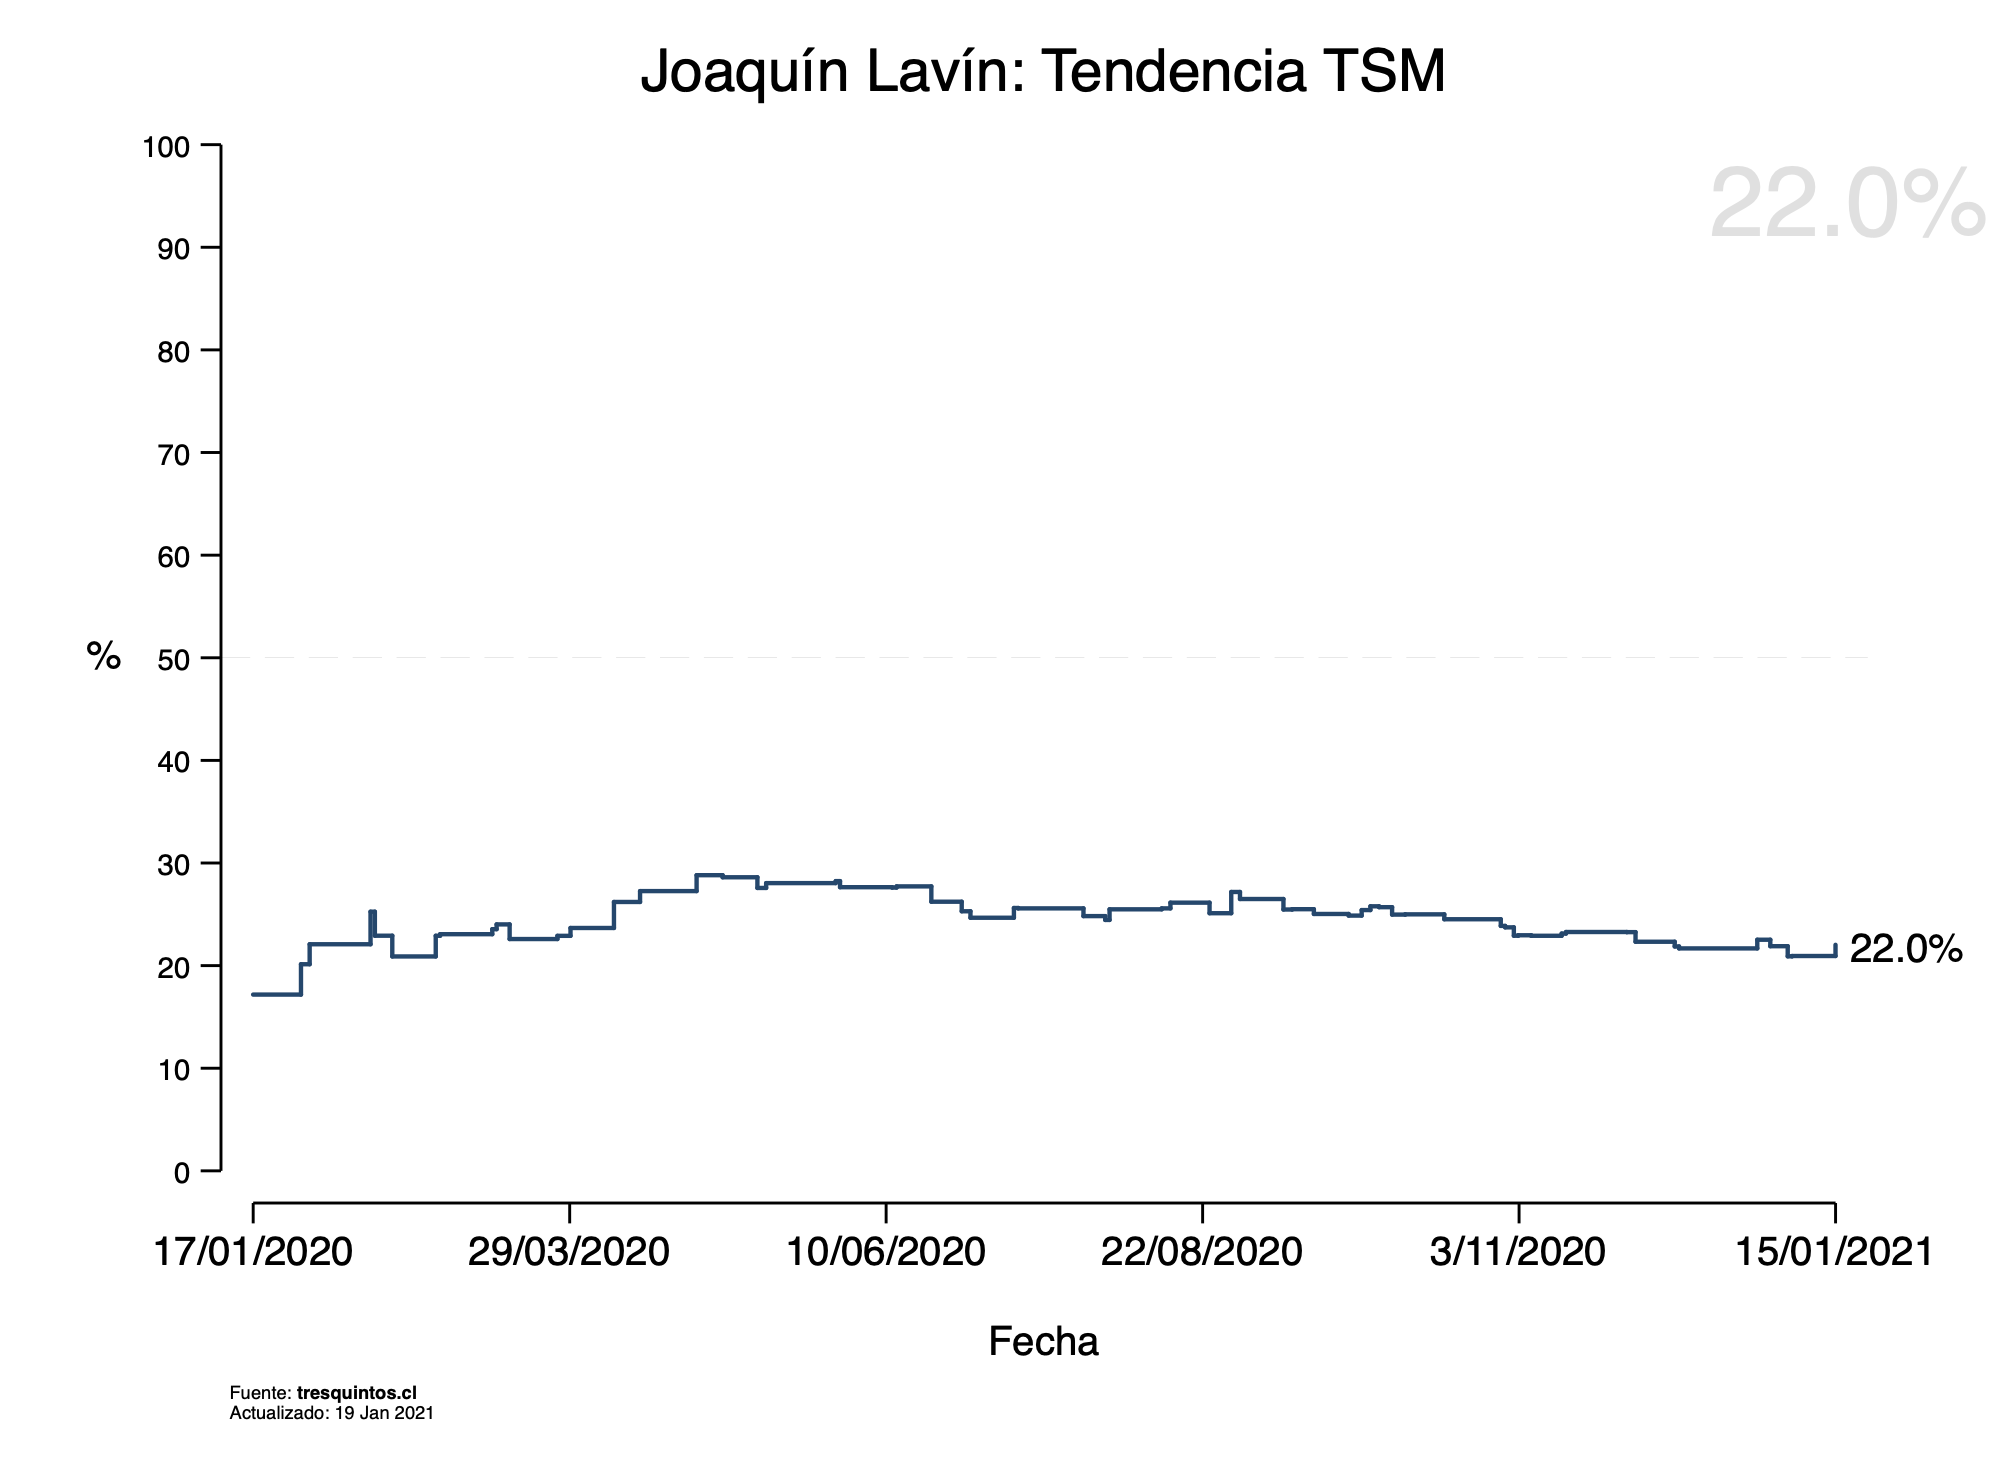 Joaquín Lavín: Tendencia TSM
22.0%
100
90
80
70
60
50
40
30
20
10
0
%
22.0%
17/01/2020 29/03/2020 10/06/2020 22/08/2020 3/11/2020 15/01/2021
Fecha
Fuente: tresquintos.cl
Actualizado: 19 Jan 2021